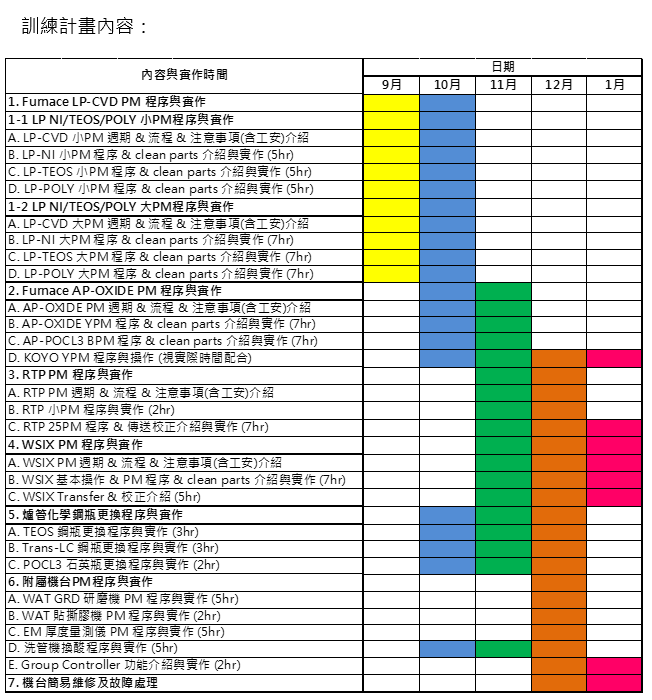 訓練計畫內容：
內容與實作時間
日期
9月 10月 11月 12月 1月
1. Furnace LP-CVD PM 程序與實作
1-1 LP NI/TEOS/POLY 小PM程序與實作
A. LP-CVD 小PM 週期 & 流程 & 注意事項(含工安)介紹
B. LP-NI 小PM 程序 & clean parts 介紹與實作 (5hr)
C. LP-TEOS 小PM 程序 & clean parts 介紹與實作 (5hr)
D. LP-POLY 小PM 程序 & clean parts 介紹與實作 (5hr)
1-2 LP NI/TEOS/POLY 大PM程序與實作
A. LP-CVD 大PM 週期 & 流程 & 注意事項(含工安)介紹
B. LP-NI 大PM 程序 & clean parts 介紹與實作 (7hr)
C. LP-TEOS 大PM 程序 & clean parts 介紹與實作 (7hr)
D. LP-POLY 大PM 程序 & clean parts 介紹與實作 (7hr)
2. Furnace AP-OXIDE PM 程序與實作
A. AP-OXIDE PM 週期 & 流程 & 注意事項(含工安)介紹
B. AP-OXIDE YPM 程序 & clean parts 介紹與實作 (7hr)
C. AP-POCL3 BPM 程序 & clean parts 介紹與實作 (7hr)
D. KOYO YPM 程序與操作 (視實際時間配合)
3. RTP PM 程序與實作
A. RTP PM 週期 & 流程 & 注意事項(含工安)介紹
B. RTP 小PM 程序與實作 (2hr)
C. RTP 25PM 程序 & 傳送校正介紹與實作 (7hr)
4. WSIX PM 程序與實作
A. WSIX PM 週期 & 流程 & 注意事項(含工安)介紹
B. WSIX 基本操作 & PM 程序 & clean parts 介紹與實作 (7hr)
C. WSIX Transfer & 校正介紹 (5hr)
5. 爐管化學鋼瓶更換程序與實作
A. TEOS 鋼瓶更換程序與實作 (3hr)
B. Trans-LC 鋼瓶更換程序與實作 (3hr)
C. POCL3 石英瓶更換程序與實作 (2hr)
6. 附屬機台PM程序與實作
A. WAT GRD 研磨機 PM 程序與實作 (5hr)
B. WAT 貼撕膠機 PM 程序與實作 (2hr)
C. EM 厚度量測儀 PM 程序與實作 (5hr)
D. 洗管機換酸程序與實作 (5hr)
E. Group Controller 功能介紹與實作 (2hr)
7. 機台簡易維修及故障處理